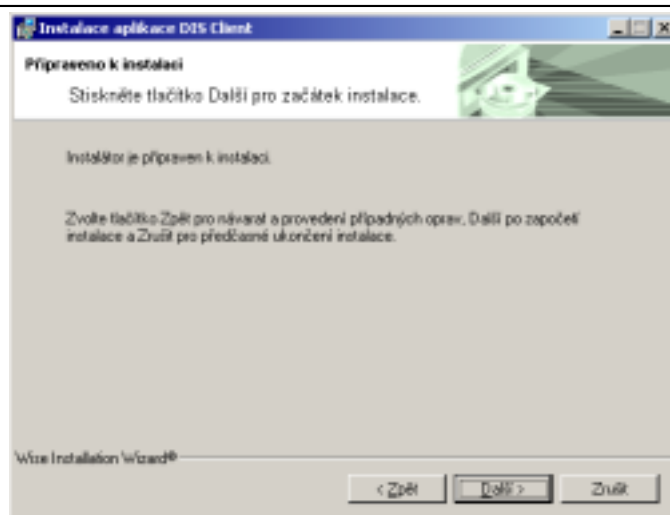 Instalace aplikace DIS Client
Připraveno k instalaci
Stiskněte tlačítko Další pro začátek instalace.
Instalátor je připraven k instalaci.
Zvolte tlačítko Zpět pro návarat a provedení případných oprav, Další po započetí
instalace a Zrušit pro předčasné ukončení instalace.
Wise Installation Wizard®
< Zpět
Další >
Zrušit